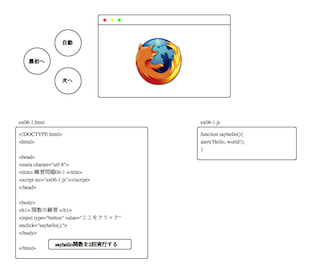 自動
最初へ
次へ
ex06-1.html
<!DOCTYPE html>
<html>
<head>
<meta charset="utf-8">
<title> 練習問題06-1 </title>
<script src="ex06-1.js"></script>
</head>
<body>
<h1> 関数の練習 </h1>
<input type="button" value="ここをクリック"
onclick="sayhello();">
</body>
</html>
sayhello関数を2回実行する
ex06-1.js
function sayhello(){
alert('Hello, world!');
}